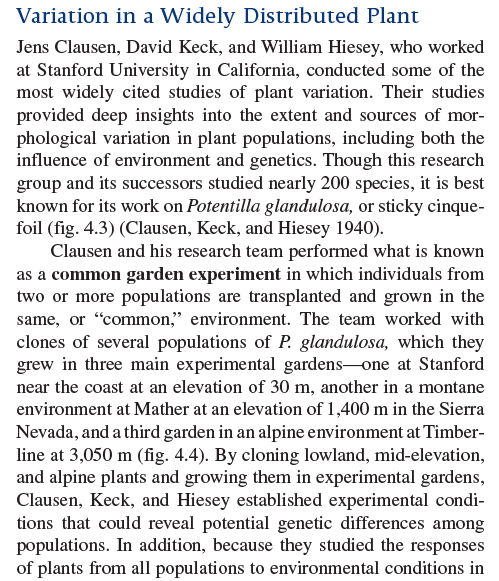 Variation in a Widely Distributed Plant
Jens Clausen, David Keck, and William Hiesey, who worked
at Stanford University in California, conducted some of the
most widely cited studies of plant variation. Their studies
provided deep insights into the extent and sources of mor-
phological variation in plant populations, including both the
influence of environment and genetics. Though this research
group and its successors studied nearly 200 species, it is best
known for its work on Potentilla glandulosa, or sticky cinque-
foil (fig. 4.3) (Clausen, Keck, and Hiesey 1940).
Clausen and his research team performed what is known
as a common garden experiment in which individuals from
two or more populations are transplanted and grown in the
same, or “common,” environment. The team worked with
clones of several populations of P. glandulosa, which they
grew in three main experimental gardens—one at Stanford
near the coast at an elevation of 30 m, another in a montane
environment at Mather at an elevation of 1,400 m in the Sierra
Nevada, and a third garden in an alpine environment at Timber-
line at 3,050 m (fig. 4.4). By cloning lowland, mid-elevation,
and alpine plants and growing them in experimental gardens,
Clausen, Keck, and Hiesey established experimental condi-
tions that could reveal potential genetic differences among
populations. In addition, because they studied the responses
of plants from all populations to environmental conditions in